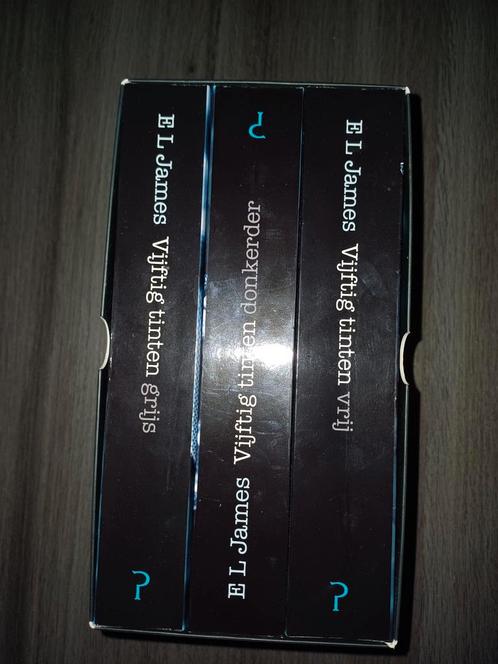 E L James Vijftig tinten grijs
E L James Vijftig tinten donkerder
E L James Vijftig tinten vrij